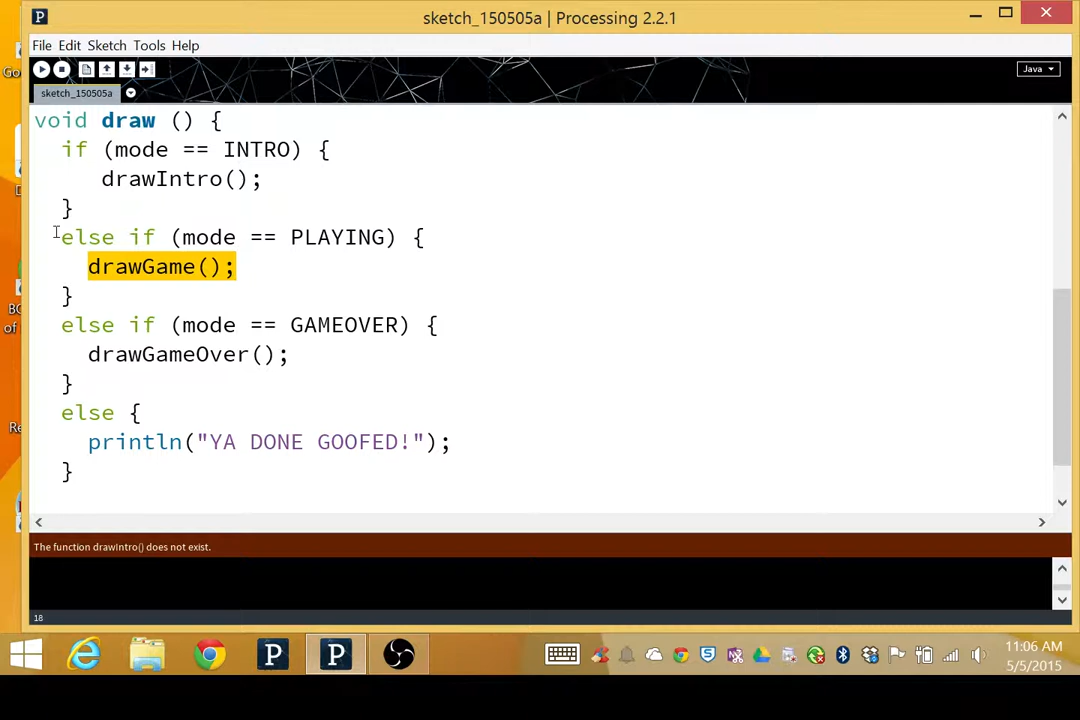 sketch_150505a | Processing 2.2.1
File Edit Sketch Tools Help
Java
sketch_150505a
void draw () {
if (mode == INTRO) {
drawIntro();
}
else if (mode == PLAYING) {
drawGame();
}
else if (mode == GAMEOVER) {
drawGameOver();
}
else {
println("YA DONE GOOFED!");
}
The function drawIntro() does not exist.
18
11:06 AM
5/5/2015